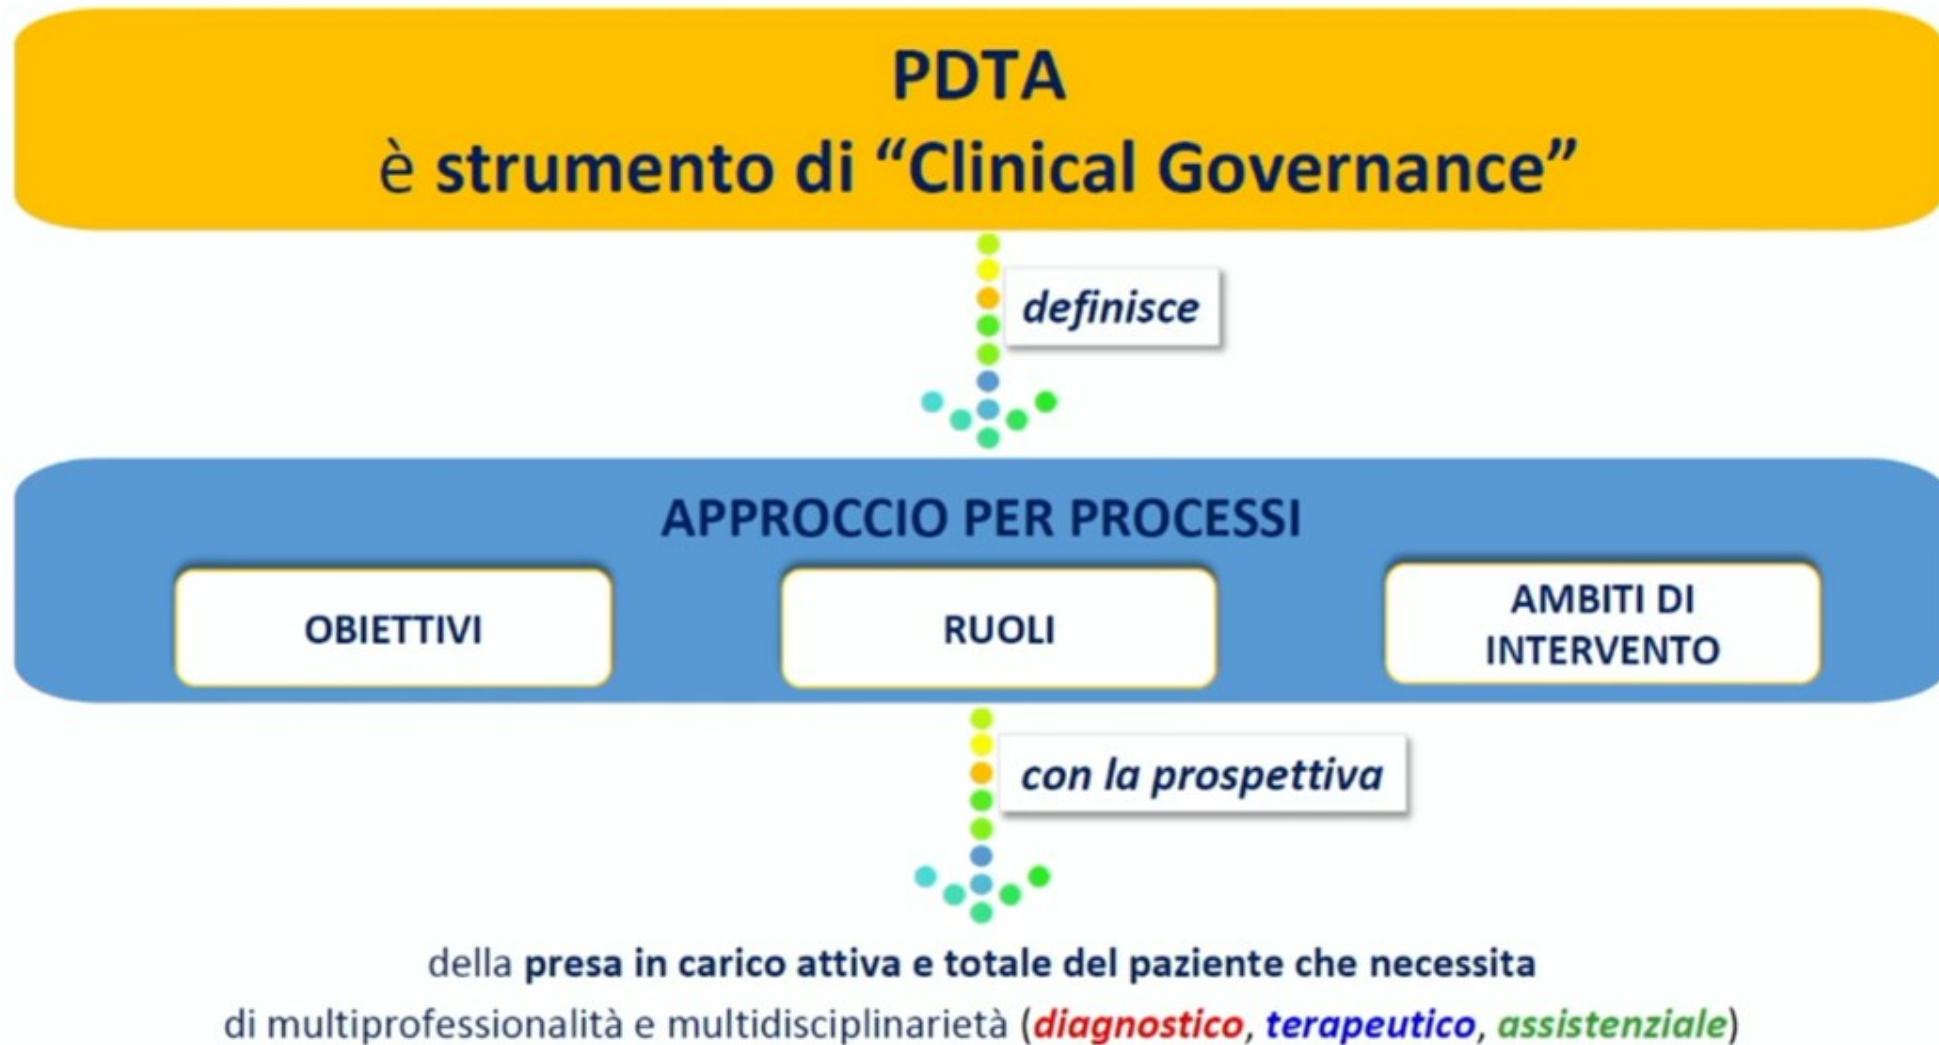 PDTA
è strumento di “Clinical Governance”
definisce
APPROCCIO PER PROCESSI
OBIETTIVI
RUOLI
AMBITI DI
INTERVENTO
con la prospettiva
della presa in carico attiva e totale del paziente che necessita
di multiprofessionalità e multidisciplinarietà (diagnostico, terapeutico, assistenziale)